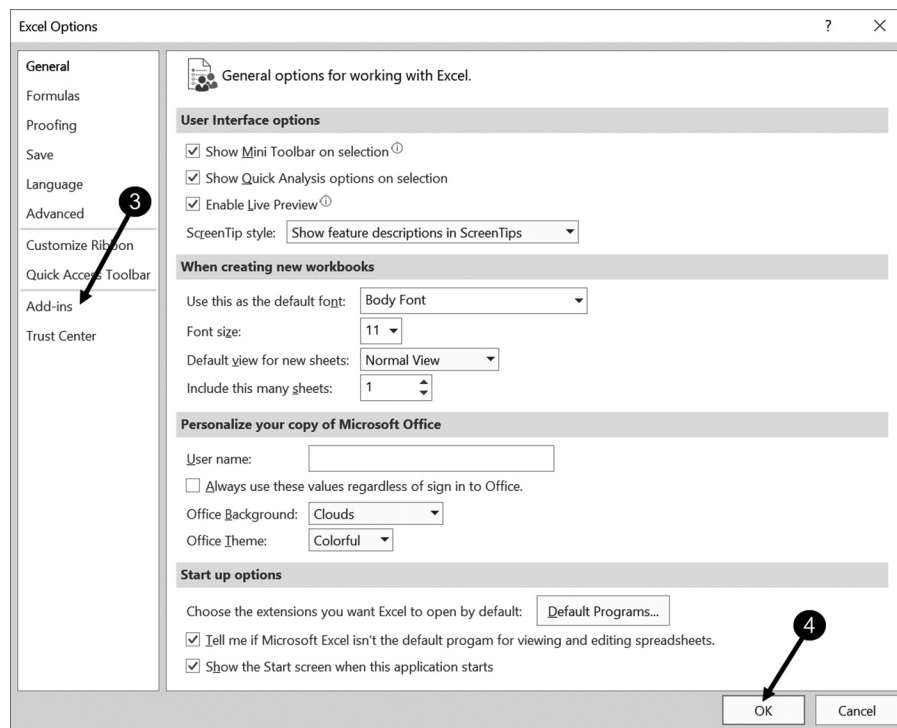 Excel Options
?
General
Formulas
Proofing
Save
Language
Advanced
3
Customize Ribbon
Quick Access Toolbar
Add-ins
Trust Center
General options for working with Excel.
User Interface options
Show Mini Toolbar on selection
Show Quick Analysis options on selection
Enable Live Preview
ScreenTip style: Show feature descriptions in ScreenTips
When creating new workbooks
Use this as the default font: Body Font
Font size: 11
Default view for new sheets: Normal View
Include this many sheets: 1
Personalize your copy of Microsoft Office
User name:
Always use these values regardless of sign in to Office.
Office Background: Clouds
Office Theme: Colorful
Start up options
Choose the extensions you want Excel to open by default: Default Programs...
Tell me if Microsoft Excel isn't the default progam for viewing and editing spreadsheets.
Show the Start screen when this application starts
4
OK Cancel